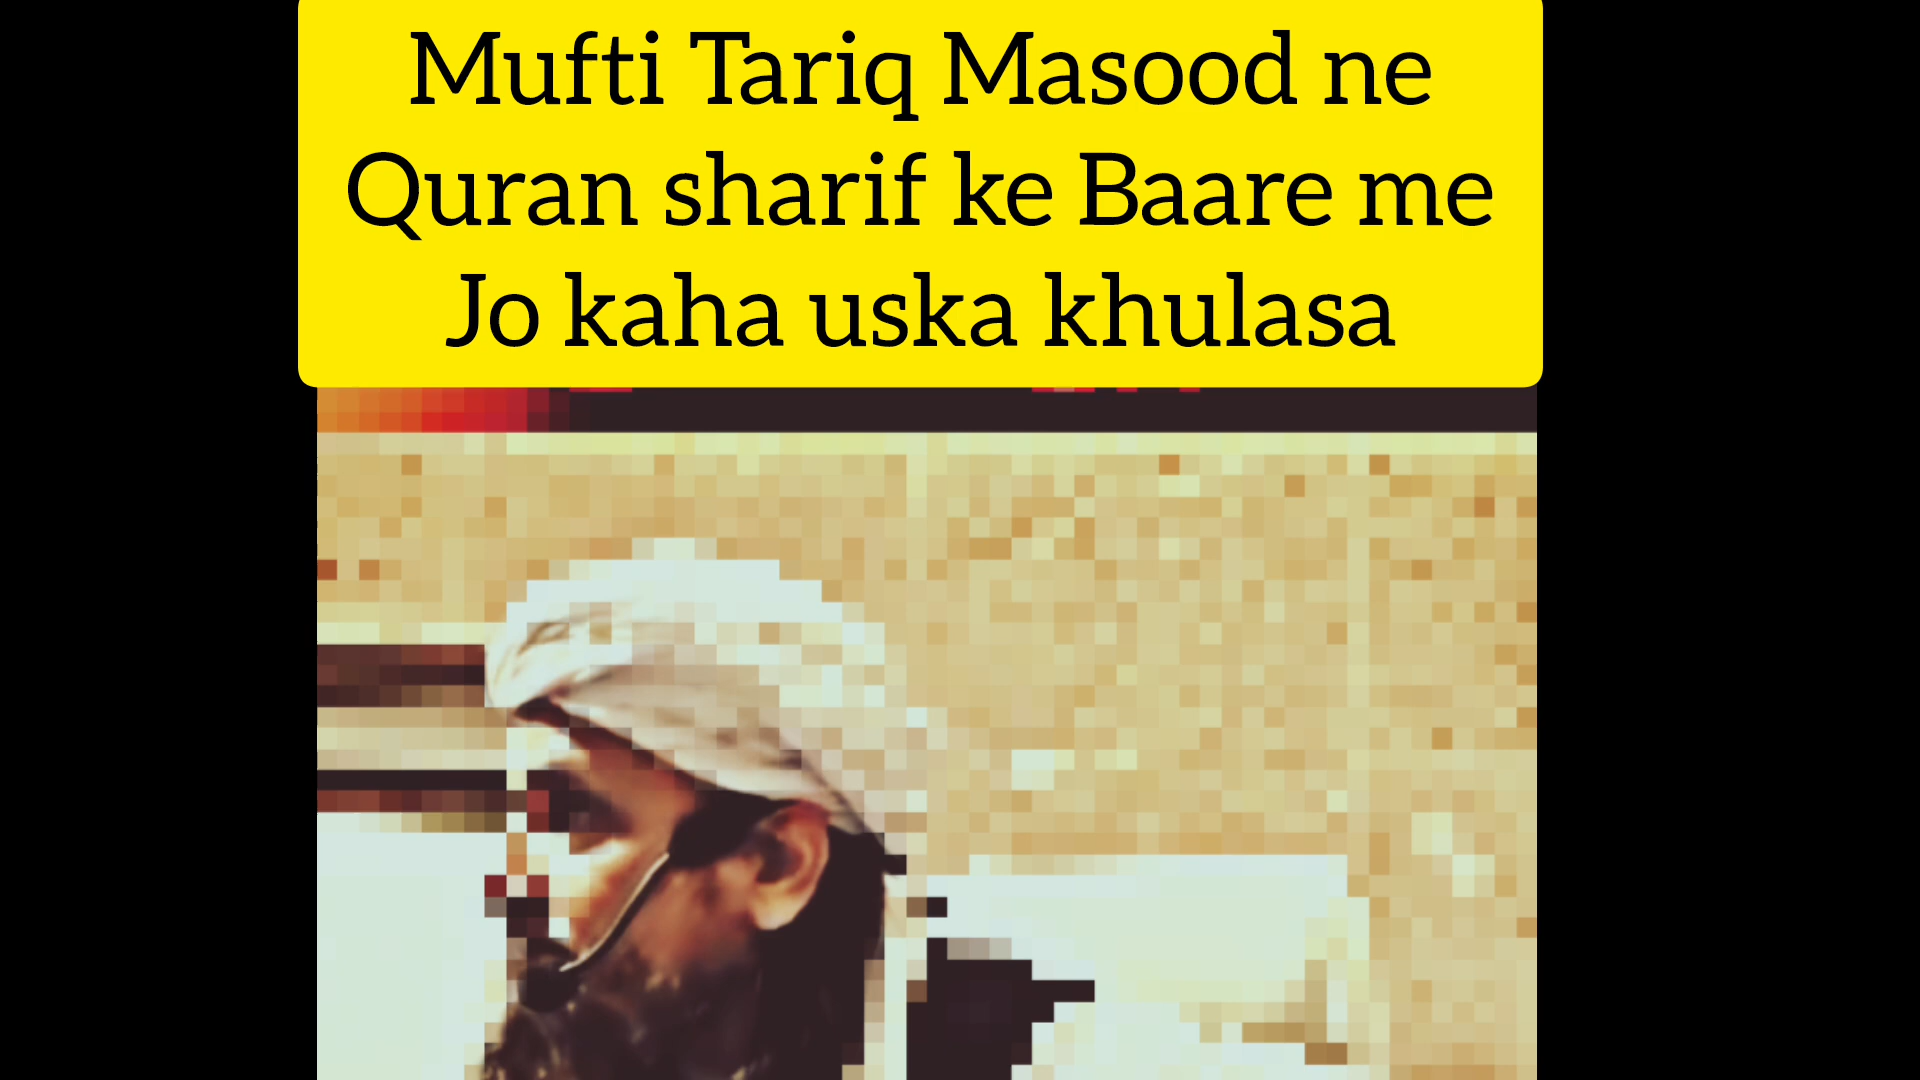 Mufti Tariq Masood ne
Quran sharif ke Baare me
Jo kaha uska khulasa